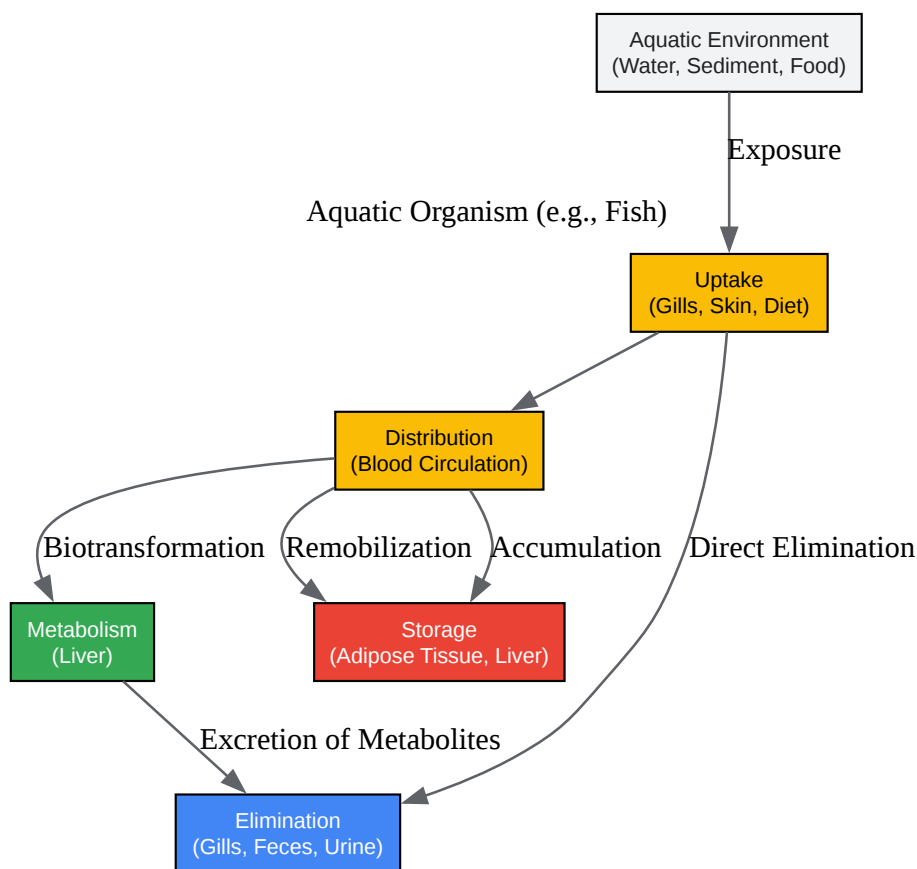 Aquatic Environment
(Water, Sediment, Food)
Exposure
Aquatic Organism (e.g., Fish)
Uptake
(Gills, Skin, Diet)
Distribution
(Blood Circulation)
Biotransformation
Remobilization
Accumulation
Direct Elimination
Metabolism
(Liver)
Storage
(Adipose Tissue, Liver)
Excretion of Metabolites
Elimination
(Gills, Feces, Urine)